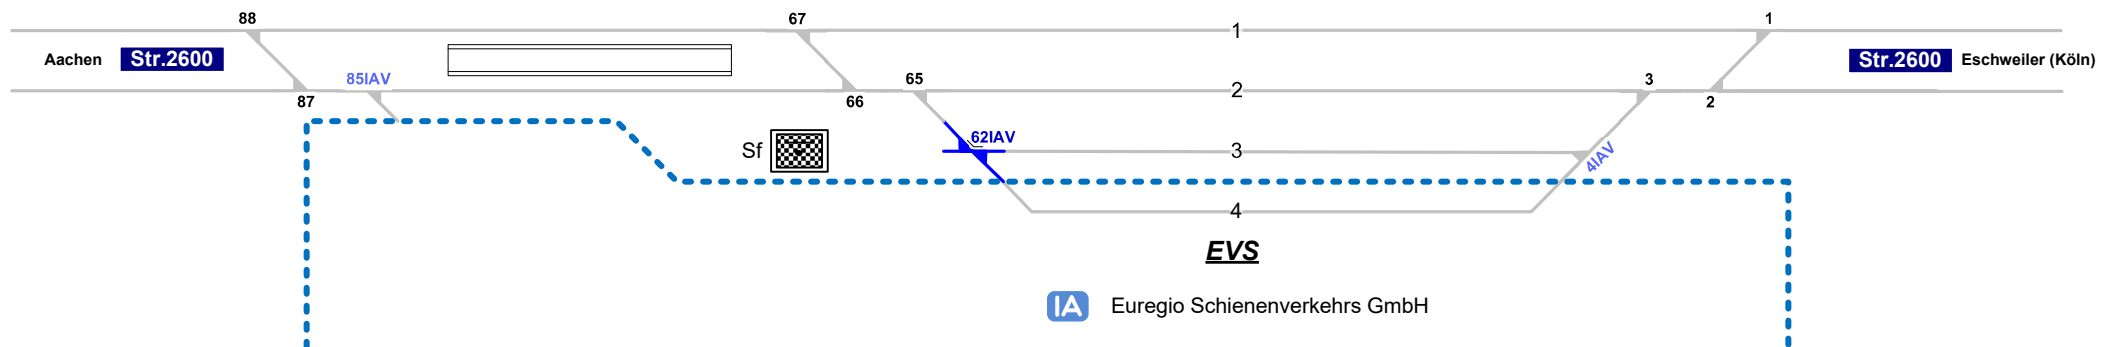 88 67 1 1
Aachen Str.2600 Str.2600 Eschweiler (Köln)
85IAV 65 2 3
87 66 2
Sf 62IAV 3 4IAV
4
EVS
IA Euregio Schienenverkehrs GmbH